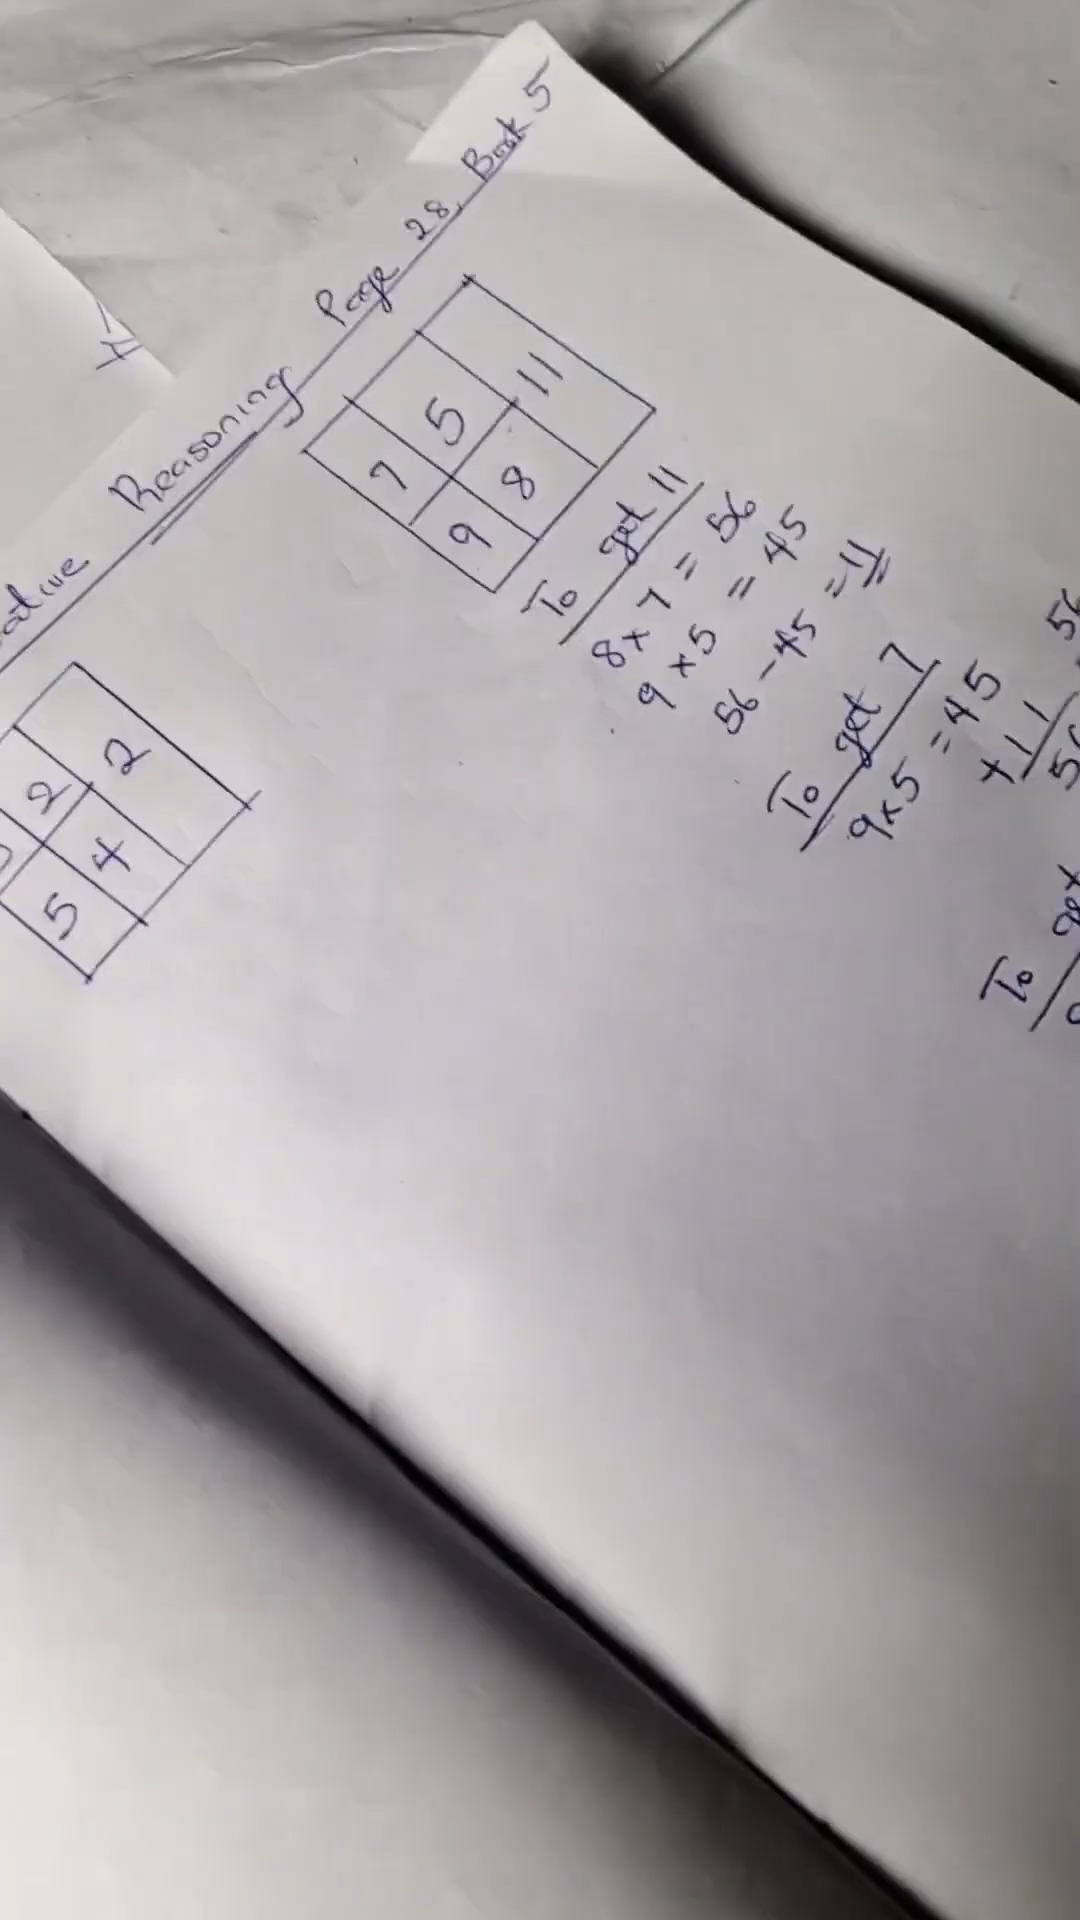 Reasoning Page 28, Book 5
2 2
5 4
7 5 11
9 8
To get 11
8 x 7 = 56
9 x 5 = 45
56 - 45 = 11
To get 7
9 x 5 = 45
+ 11
To get